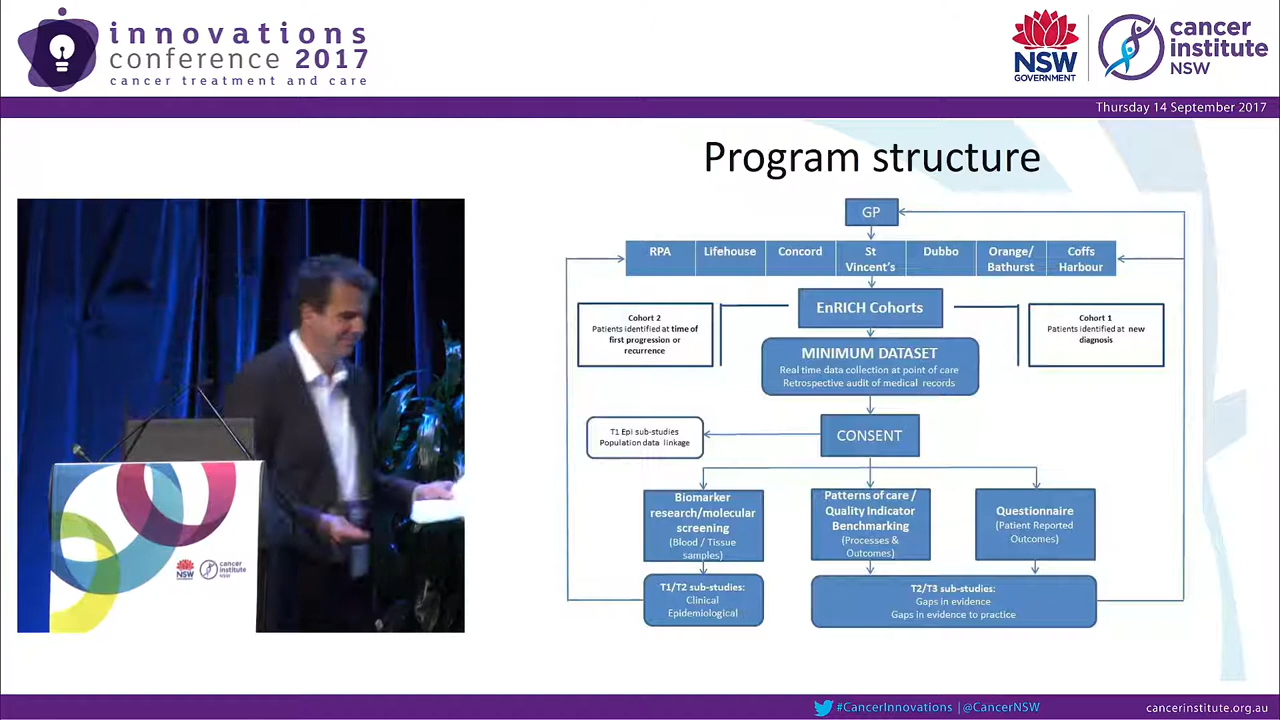 innovations
conference 2017
cancer treatment and care
NSW
GOVERNMENT
cancer
institute
NSW
Thursday 14 September 2017
Program structure
GP
RPA
Lifehouse
Concord
St
Vincent's
Dubbo
Orange/
Bathurst
Coffs
Harbour
EnRICH Cohorts
Cohort 2
Patients identified at time of
first progression or
recurrence
Cohort 1
Patients identified at new
diagnosis
MINIMUM DATASET
Real time data collection at point of care
Retrospective audit of medical records
CONSENT
T1 Epi sub-studies
Population data linkage
Biomarker
research/molecular
screening
(Blood / Tissue
samples)
Patterns of care /
Quality Indicator
Benchmarking
(Processes &
Outcomes)
Questionnaire
(Patient Reported
Outcomes)
T1/T2 sub-studies:
Clinical
Epidemiological
T2/T3 sub-studies:
Gaps in evidence
Gaps in evidence to practice
NSW
cancer
institute
NSW
#CancerInnovations | @CancerNSW
cancerinstitute.org.au